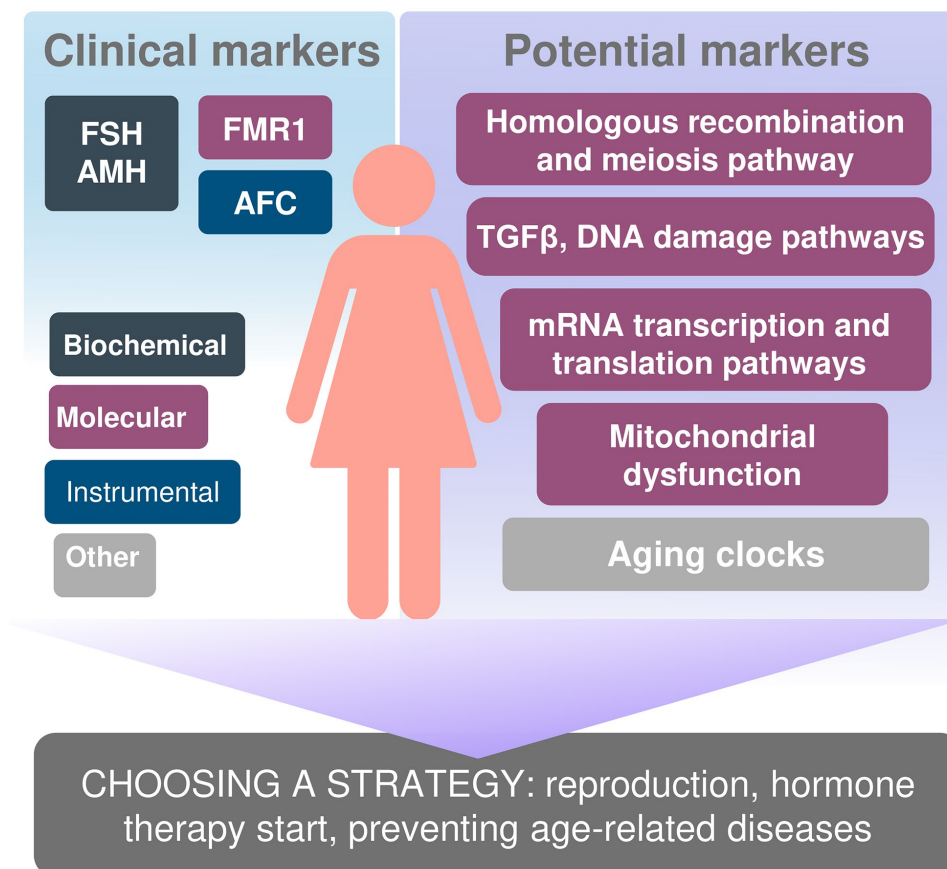 Clinical markers
FSH
AMH
FMR1
AFC
Biochemical
Molecular
Instrumental
Other
Potential markers
Homologous recombination
and meiosis pathway
TGFβ, DNA damage pathways
mRNA transcription and
translation pathways
Mitochondrial
dysfunction
Aging clocks
CHOOSING A STRATEGY: reproduction, hormone
therapy start, preventing age-related diseases